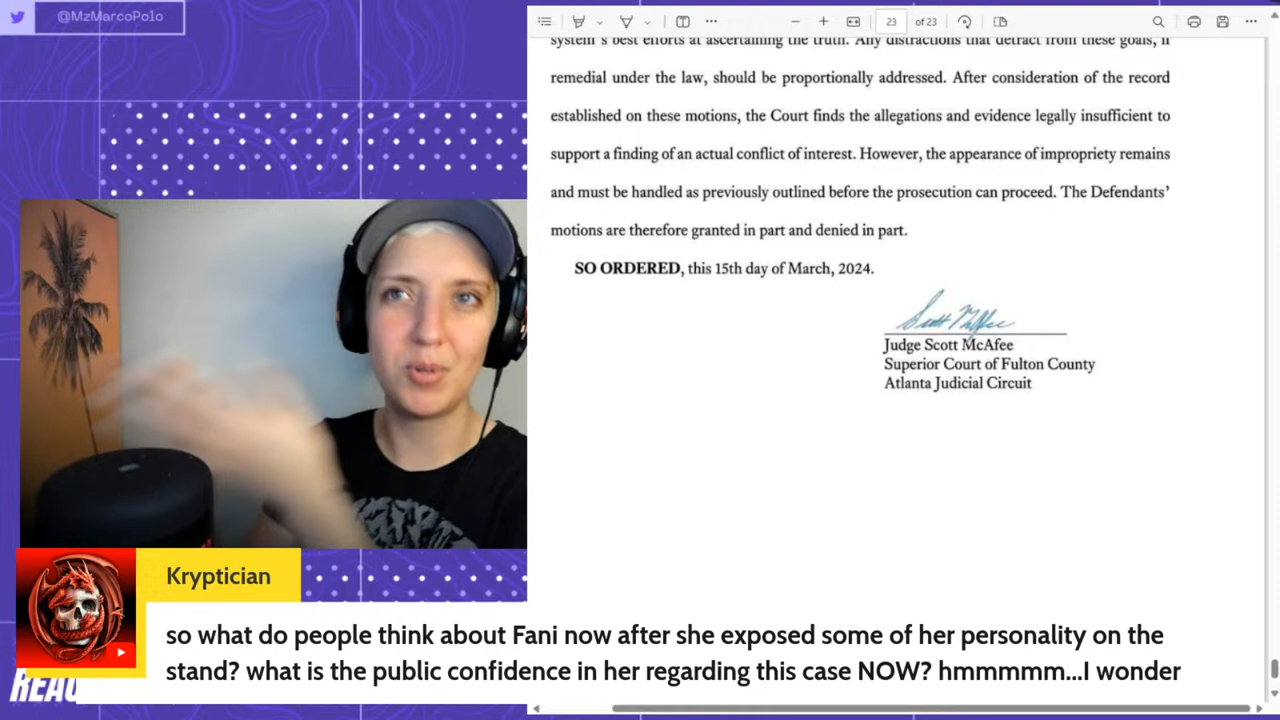 @MzMarcoPolo
23 of 23
system's best efforts at ascertaining the truth. Any distractions that detract from these goals, if
remedial under the law, should be proportionally addressed. After consideration of the record
established on these motions, the Court finds the allegations and evidence legally insufficient to
support a finding of an actual conflict of interest. However, the appearance of impropriety remains
and must be handled as previously outlined before the prosecution can proceed. The Defendants'
motions are therefore granted in part and denied in part.
SO ORDERED, this 15th day of March, 2024.
Judge Scott McAfee
Superior Court of Fulton County
Atlanta Judicial Circuit
Kryptician
so what do people think about Fani now after she exposed some of her personality on the
stand? what is the public confidence in her regarding this case NOW? hmmmmm...I wonder